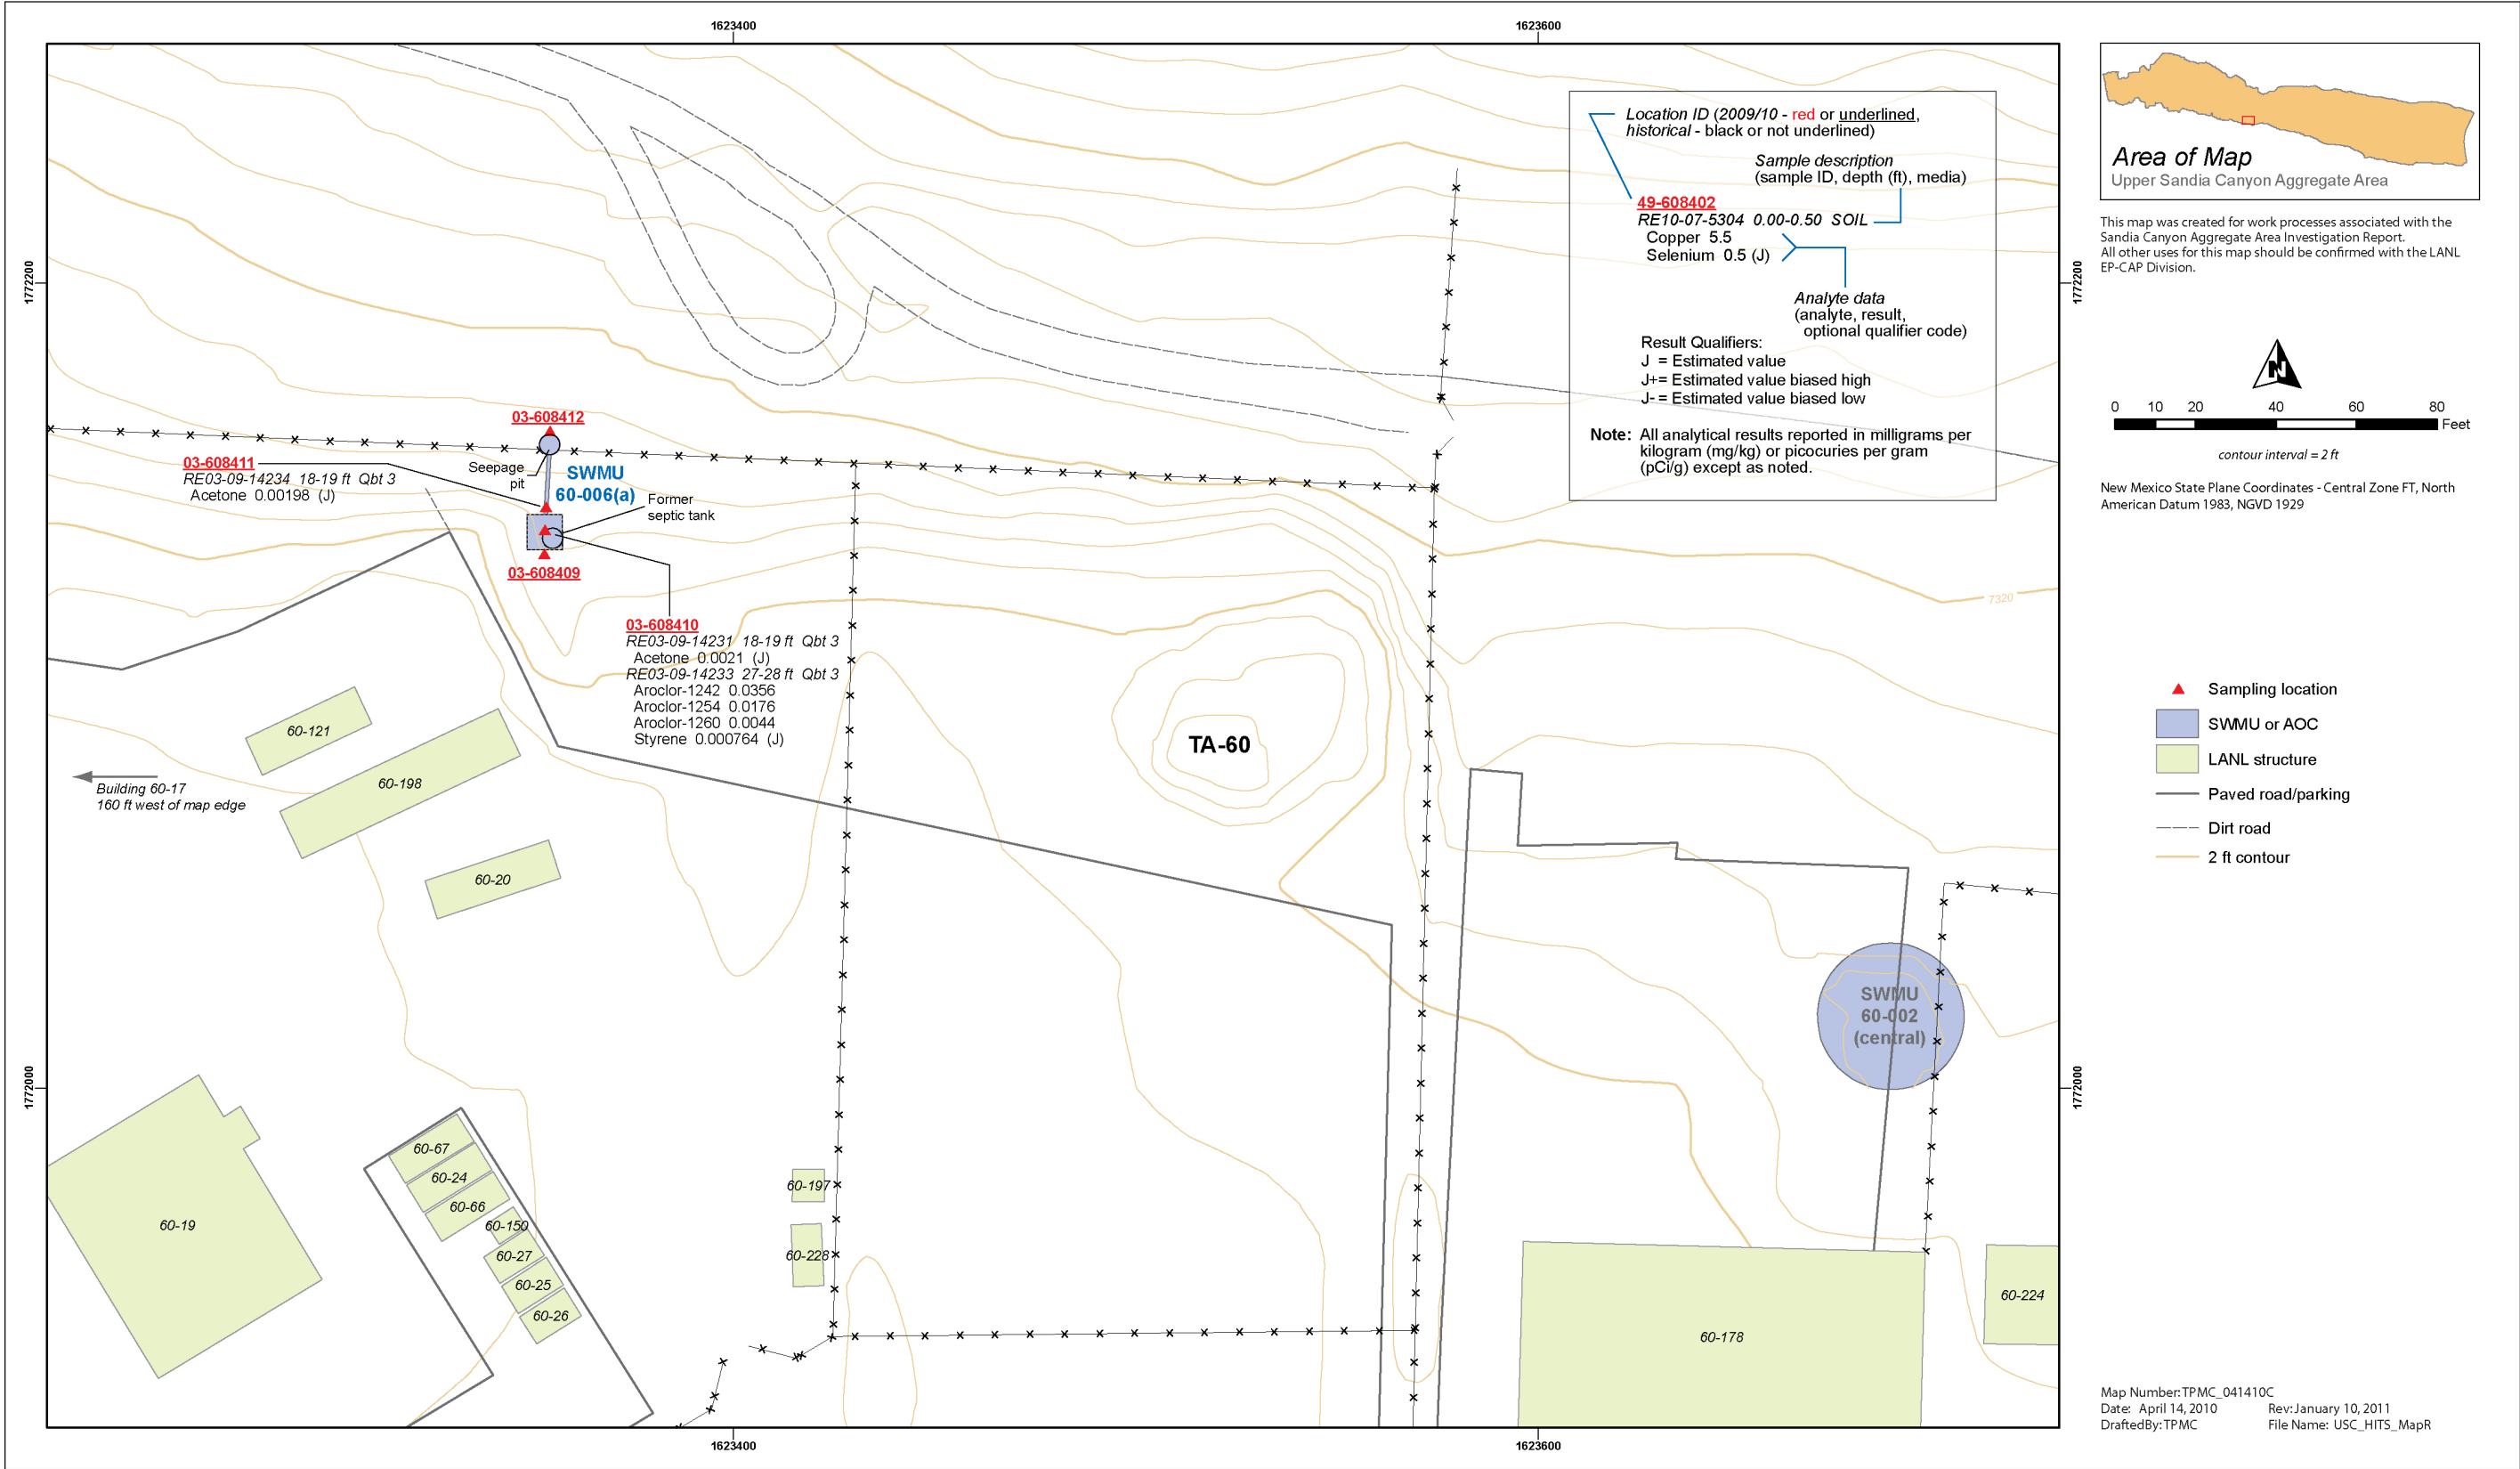 1623400
1623600
1772200
1772200
1772000
1772000
1623400
1623600
Location ID (2009/10 - red or underlined,
historical - black or not underlined)
Sample description
(sample ID, depth (ft), media)
49-608402
RE10-07-5304 0.00-0.50 SOIL
Copper 5.5
Selenium 0.5 (J)
Analyte data
(analyte, result,
optional qualifier code)
Result Qualifiers:
J = Estimated value
J+= Estimated value biased high
J- = Estimated value biased low
Note: All analytical results reported in milligrams per
kilogram (mg/kg) or picocuries per gram
(pCi/g) except as noted.
03-608412
03-608411
RE03-09-14234 18-19 ft Qbt 3
Acetone 0.00198 (J)
Seepage
pit
SWMU
60-006(a)
Former
septic tank
03-608409
03-608410
RE03-09-14231 18-19 ft Qbt 3
Acetone 0.0021 (J)
RE03-09-14233 27-28 ft Qbt 3
Aroclor-1242 0.0356
Aroclor-1254 0.0176
Aroclor-1260 0.0044
Styrene 0.000764 (J)
7320
TA-60
60-121
60-198
Building 60-17
160 ft west of map edge
60-20
SWMU
60-002
(central)
60-67
60-24
60-66
60-150
60-27
60-25
60-26
60-19
60-197
60-228
60-178
60-224
Area of Map
Upper Sandia Canyon Aggregate Area
This map was created for work processes associated with the
Sandia Canyon Aggregate Area Investigation Report.
All other uses for this map should be confirmed with the LANL
EP-CAP Division.
N
0 10 20 40 60 80
Feet
contour interval = 2 ft
New Mexico State Plane Coordinates - Central Zone FT, North
American Datum 1983, NGVD 1929
Sampling location
SWMU or AOC
LANL structure
Paved road/parking
Dirt road
2 ft contour
Map Number: TPMC_041410C
Date: April 14, 2010 Rev: January 10, 2011
DraftedBy: TPMC File Name: USC_HITS_MapR